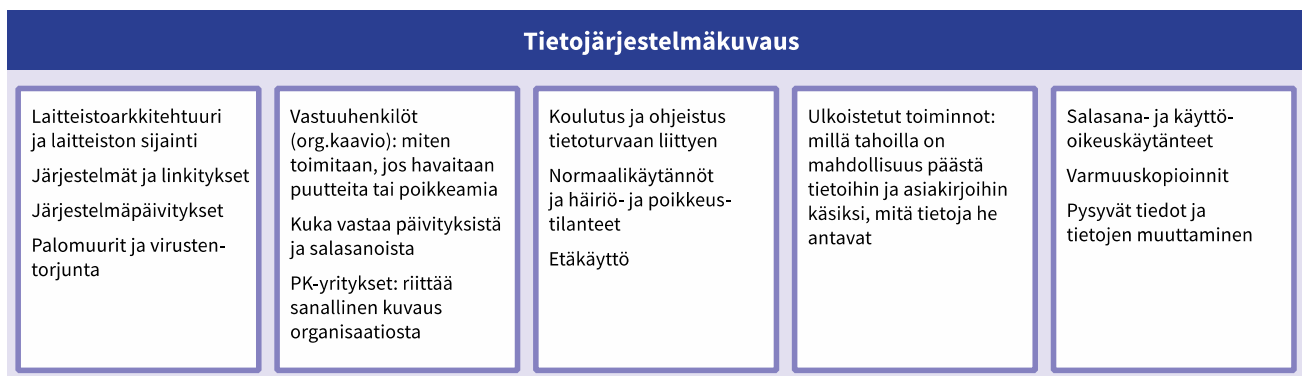 Tietojärjestelmäkuvaus
Laitteistoarkkitehtuuri
ja laitteiston sijainti
Järjestelmät ja linkitykset
Järjestelmäpäivitykset
Palomuurit ja virusten-
torjunta
Vastuuhenkilöt
(org.kaavio): miten
toimitaan, jos havaitaan
puutteita tai poikkeamia
Kuka vastaa päivityksistä
ja salasanoista
PK-yritykset: riittää
sanallinen kuvaus
organisaatiosta
Koulutus ja ohjeistus
tietoturvaan liittyen
Normaalikäytännöt
ja häiriö- ja poikkeus-
tilanteet
Etäkäyttö
Ulkoistetut toiminnot:
millä tahoilla on
mahdollisuus päästä
tietoihin ja asiakirjoihin
käsiksi, mitä tietoja he
antavat
Salasana- ja käyttö-
oikeuskäytänteet
Varmuuskopioinnit
Pysyvät tiedot ja
tietojen muuttaminen